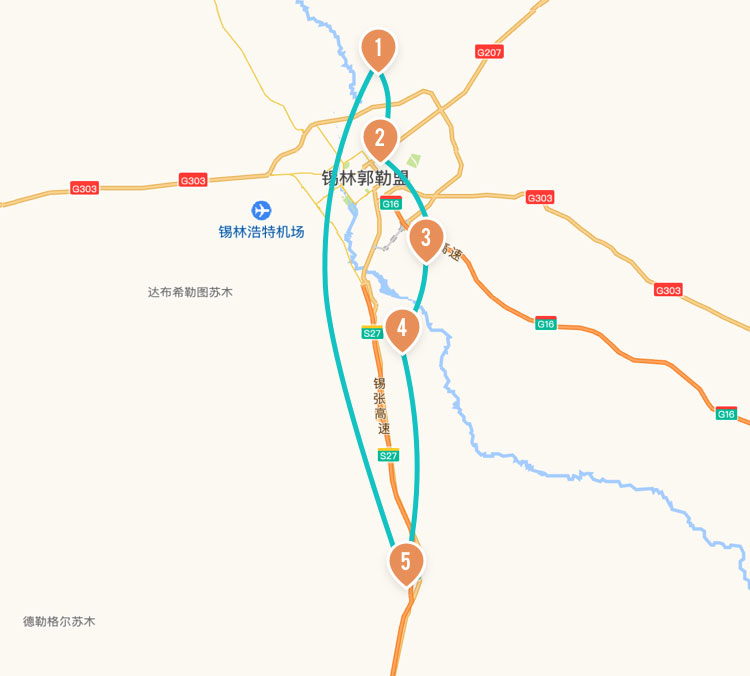 1
G207
2
锡林郭勒盟
G303
G303
G16
G303
锡林浩特机场
3
高速
达布希勒图苏木
G303
4
G16
S27
锡
张
高
速
G16
S27
5
德勒格尔苏木